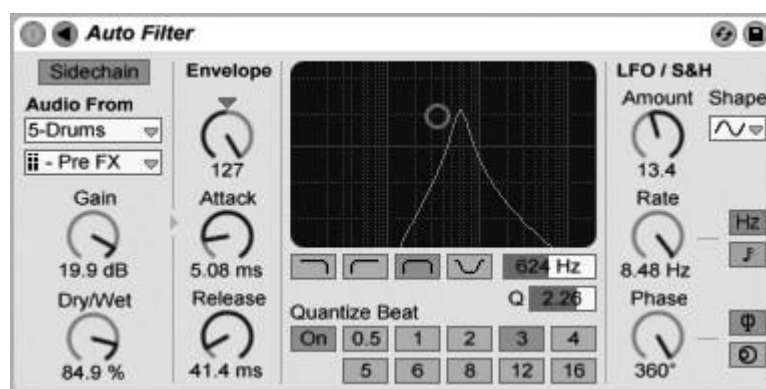 Auto Filter
Sidechain
Audio From
5-Drums
ii - Pre FX
Gain
19.9 dB
Dry/Wet
84.9 %
Envelope
127
Attack
5.08 ms
Release
41.4 ms
624 Hz
Q 2.26
Quantize Beat
On 0.5 1 2 3 4
5 6 8 12 16
LFO / S&H
Amount Shape
13.4
Rate
8.48 Hz
Hz
Phase
360°
Φ